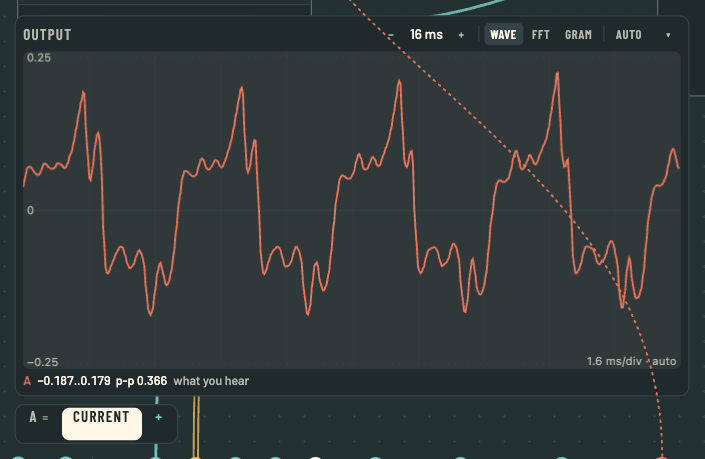 OUTPUT − 16 ms + WAVE FFT GRAM AUTO ▾
0.25
0
−0.25 1.6 ms/div · auto
A −0.187..0.179 p-p 0.366 what you hear
A = CURRENT +